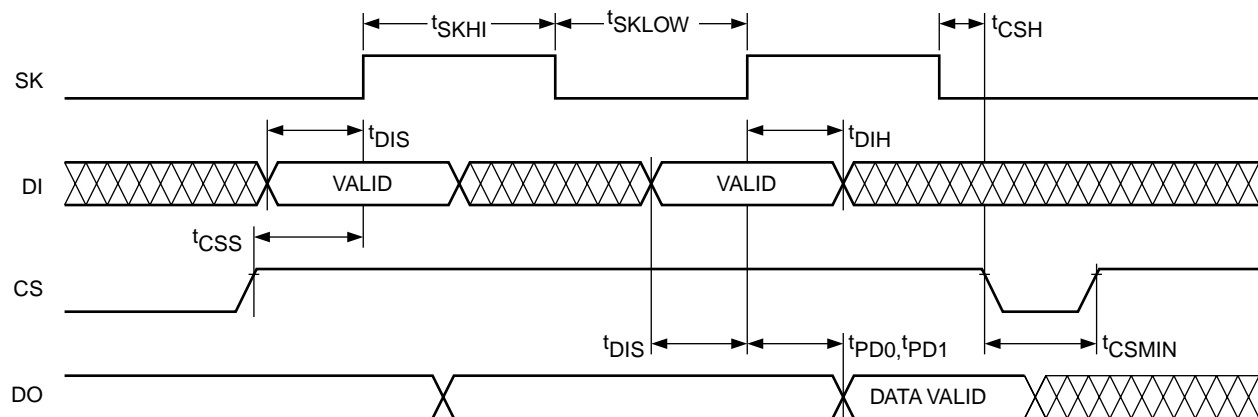 tSKHI
tSKLOW
tCSH
SK
tDIS
tDIH
DI
VALID
VALID
tCSS
CS
tDIS
tPD0,tPD1
tCSMIN
DO
DATA VALID